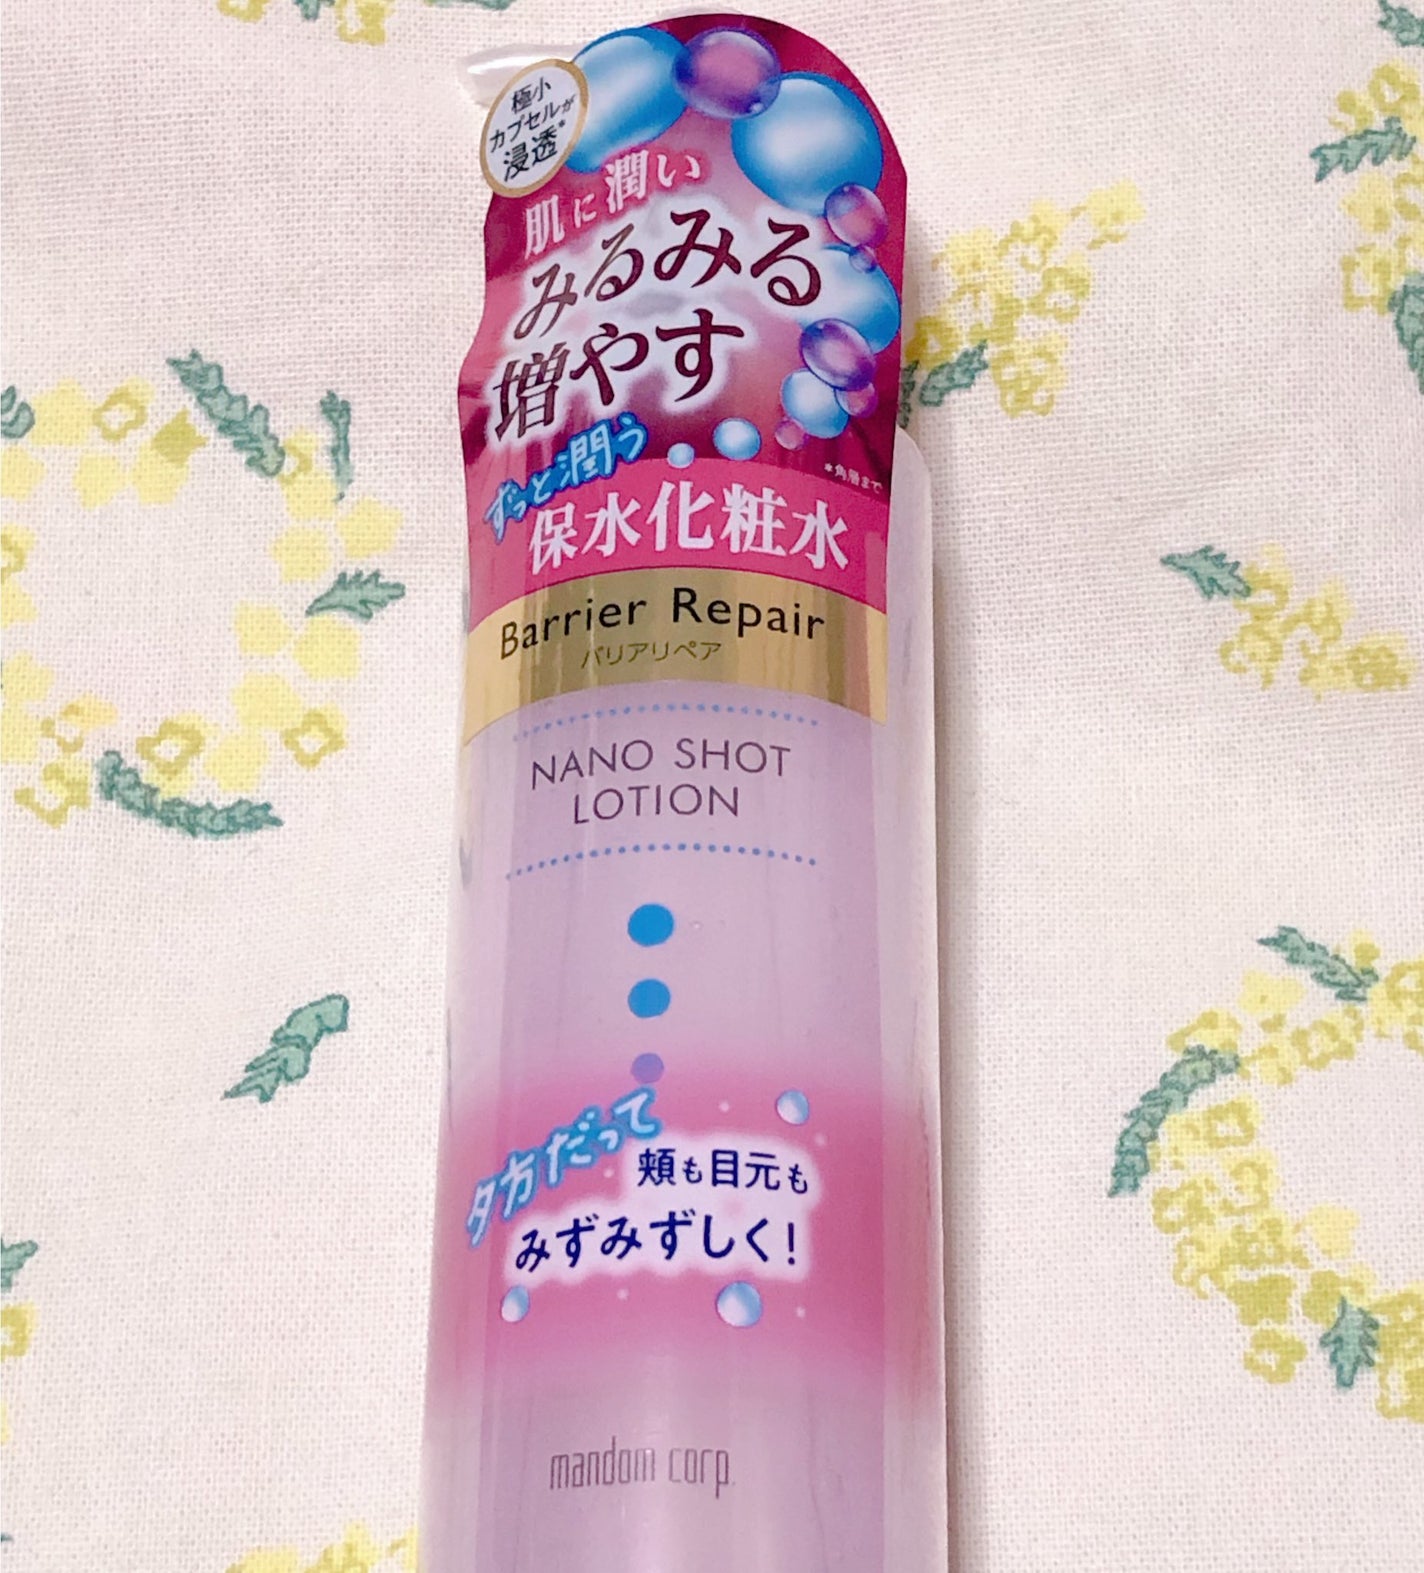 極小
カプセルが
浸透*
肌に潤い
みるみる
増やす
*角層まで
ずっと潤う
保水化粧水
Barrier Repair
バリアリペア
NANO SHOT
LOTION
夕方だって
頬も目元も
みずみずしく!
mandom corp.